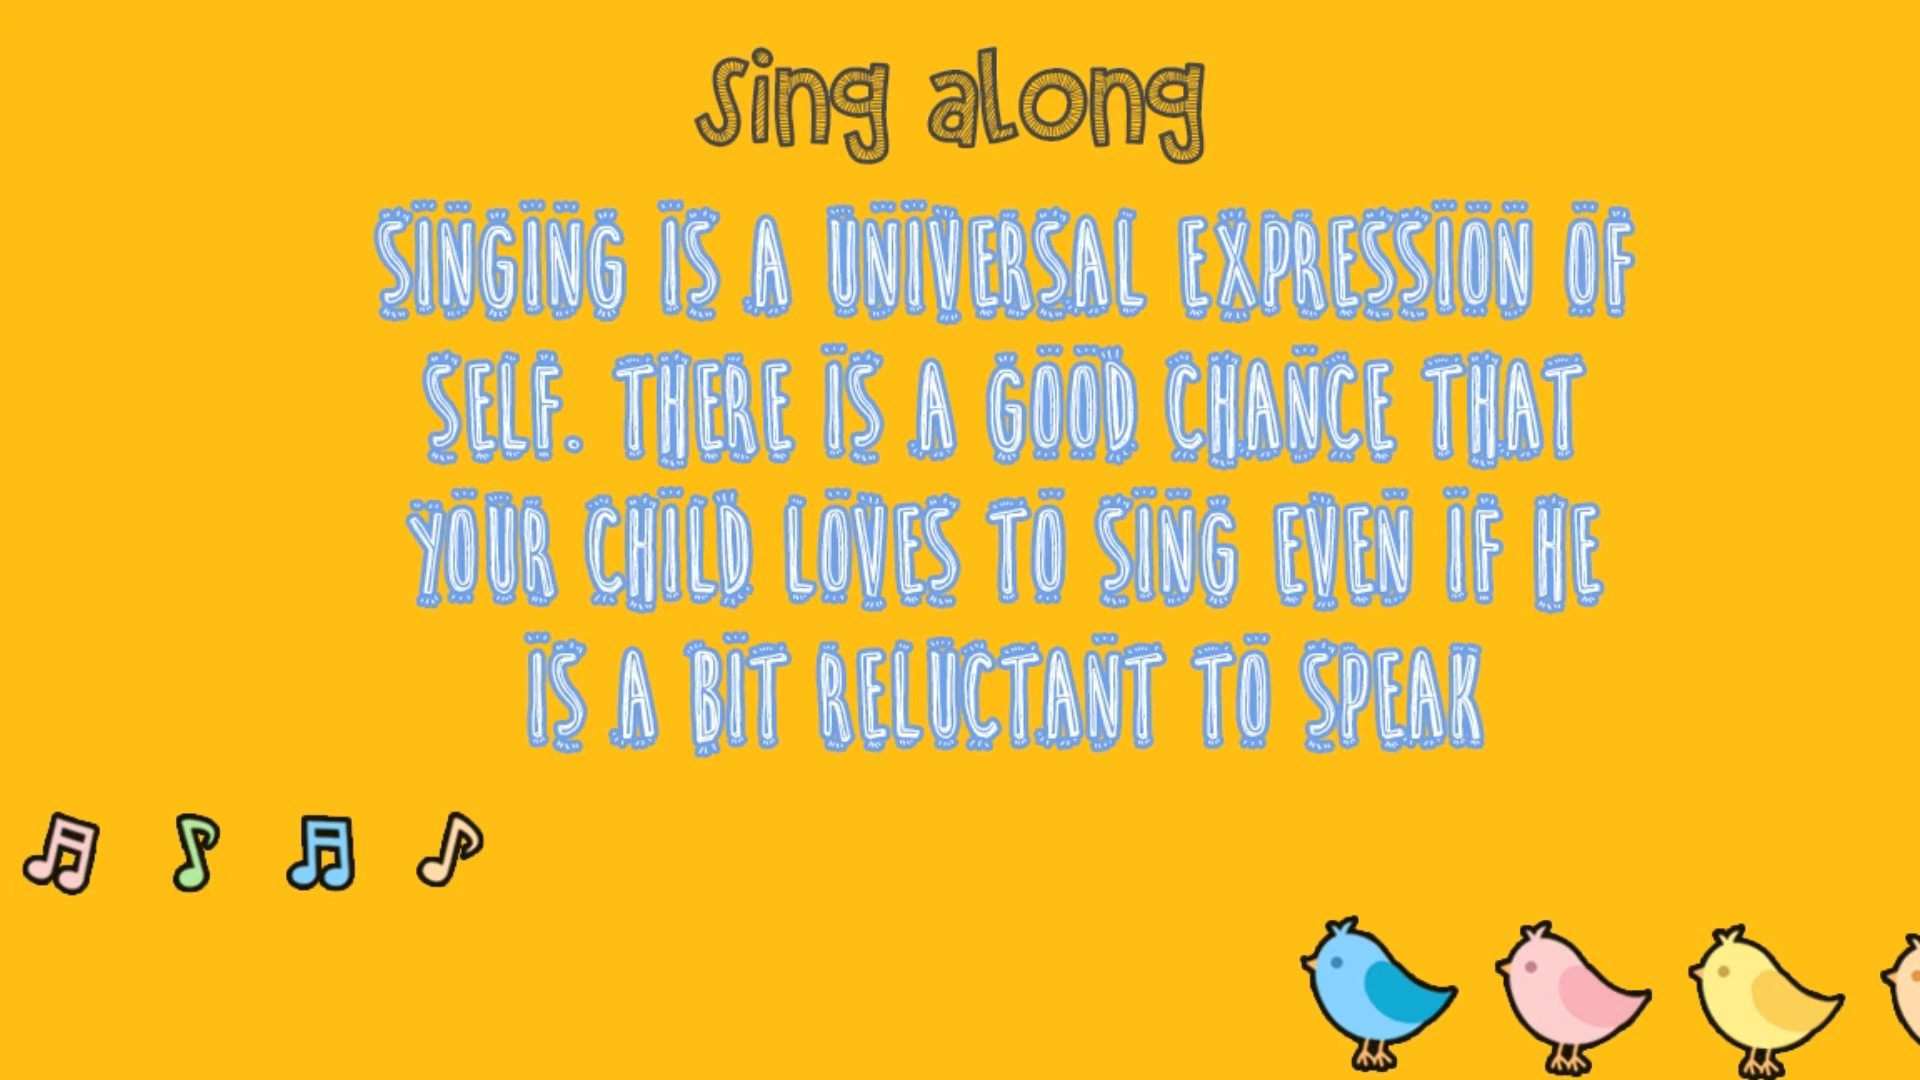 Sing along
SINGING IS A UNIVERSAL EXPRESSION OF
SELF. THERE IS A GOOD CHANCE THAT
YOUR CHILD LOVES TO SING EVEN IF HE
IS A BIT RELUCTANT TO SPEAK